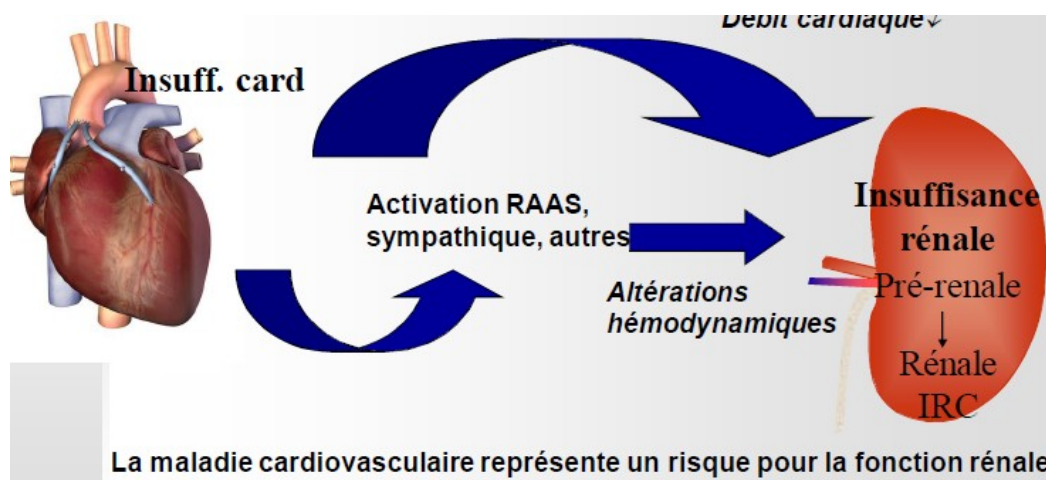 Débit cardiaque↓
Insuff. card
Activation RAAS,
sympathique, autres
Altérations
hémodynamiques
Insuffisance
rénale
Pré-renale
Rénale
IRC
La maladie cardiovasculaire représente un risque pour la fonction rénale